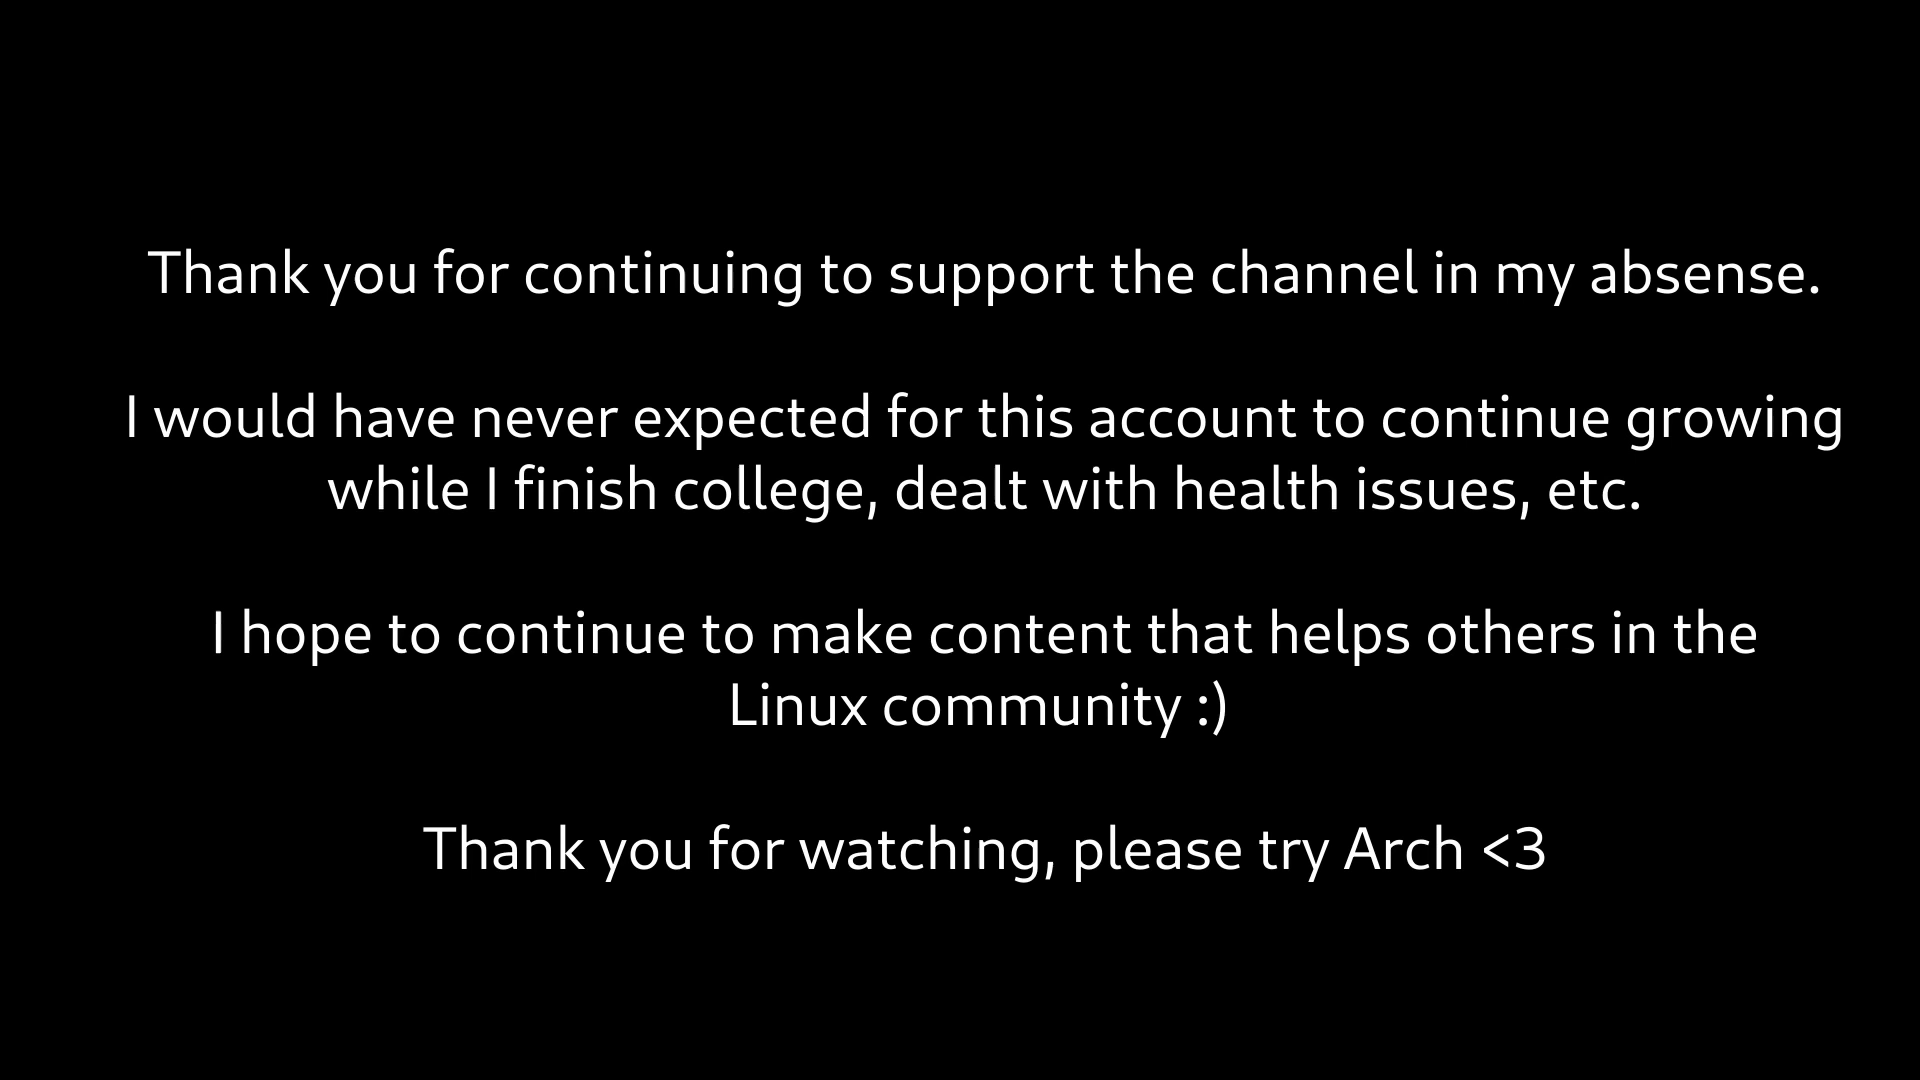 Thank you for continuing to support the channel in my absense.
I would have never expected for this account to continue growing
while I finish college, dealt with health issues, etc.
I hope to continue to make content that helps others in the
Linux community :)
Thank you for watching, please try Arch <3